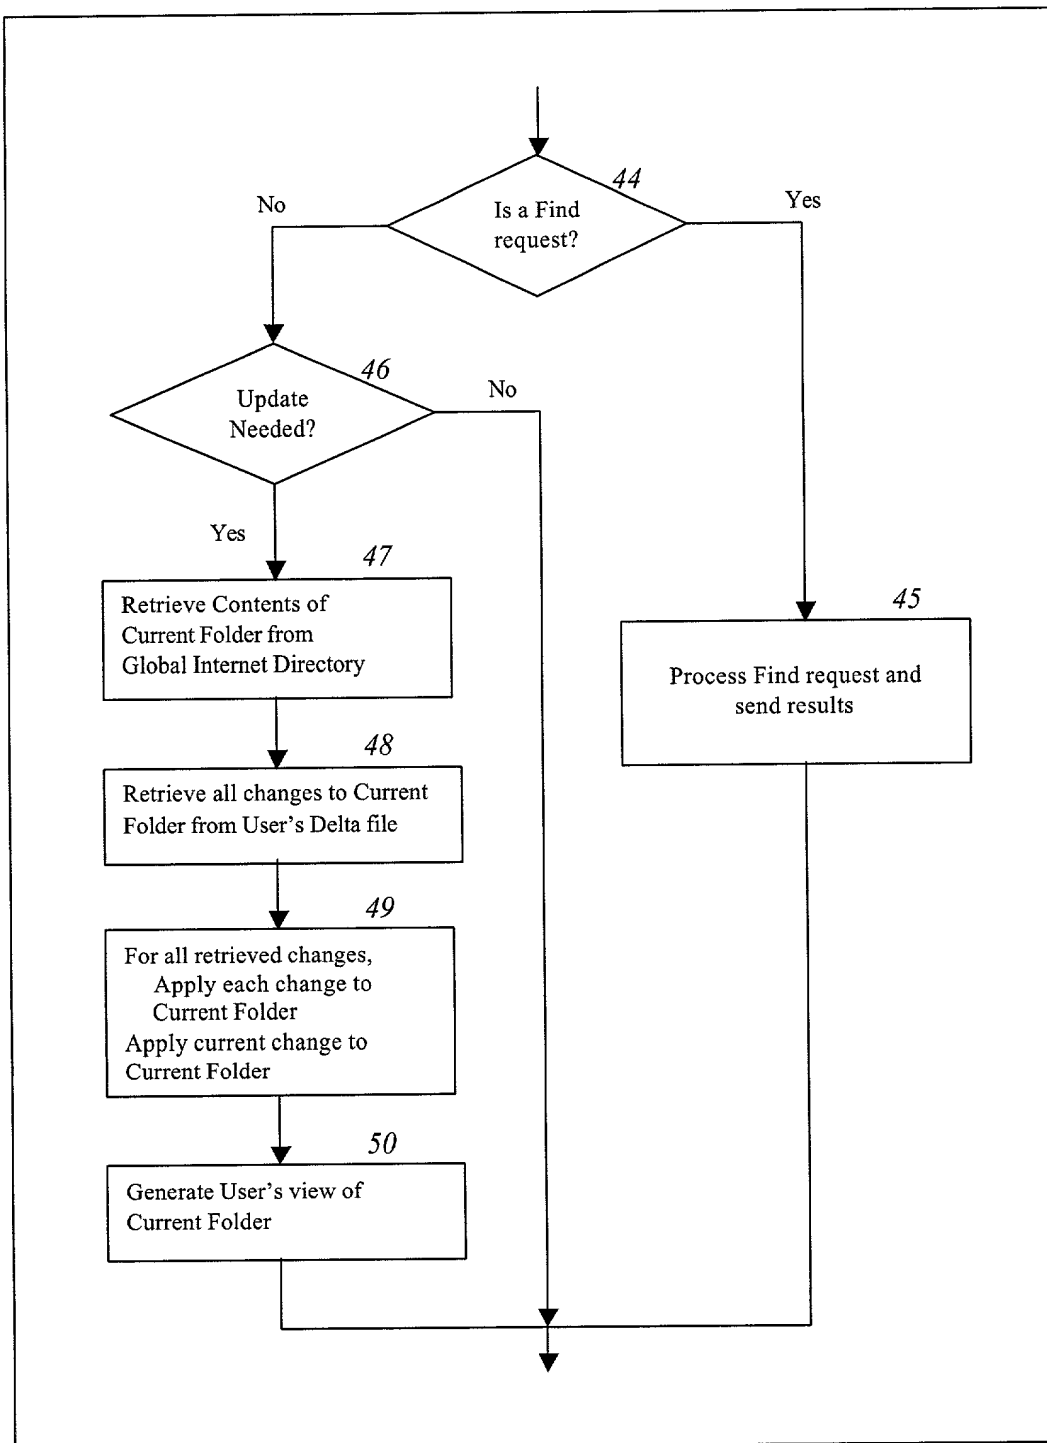 44
Is a Find
request?
No
Yes
46
Update
Needed?
No
Yes
47
Retrieve Contents of
Current Folder from
Global Internet Directory
45
Process Find request and
send results
48
Retrieve all changes to Current
Folder from User's Delta file
49
For all retrieved changes,
Apply each change to
Current Folder
Apply current change to
Current Folder
50
Generate User's view of
Current Folder